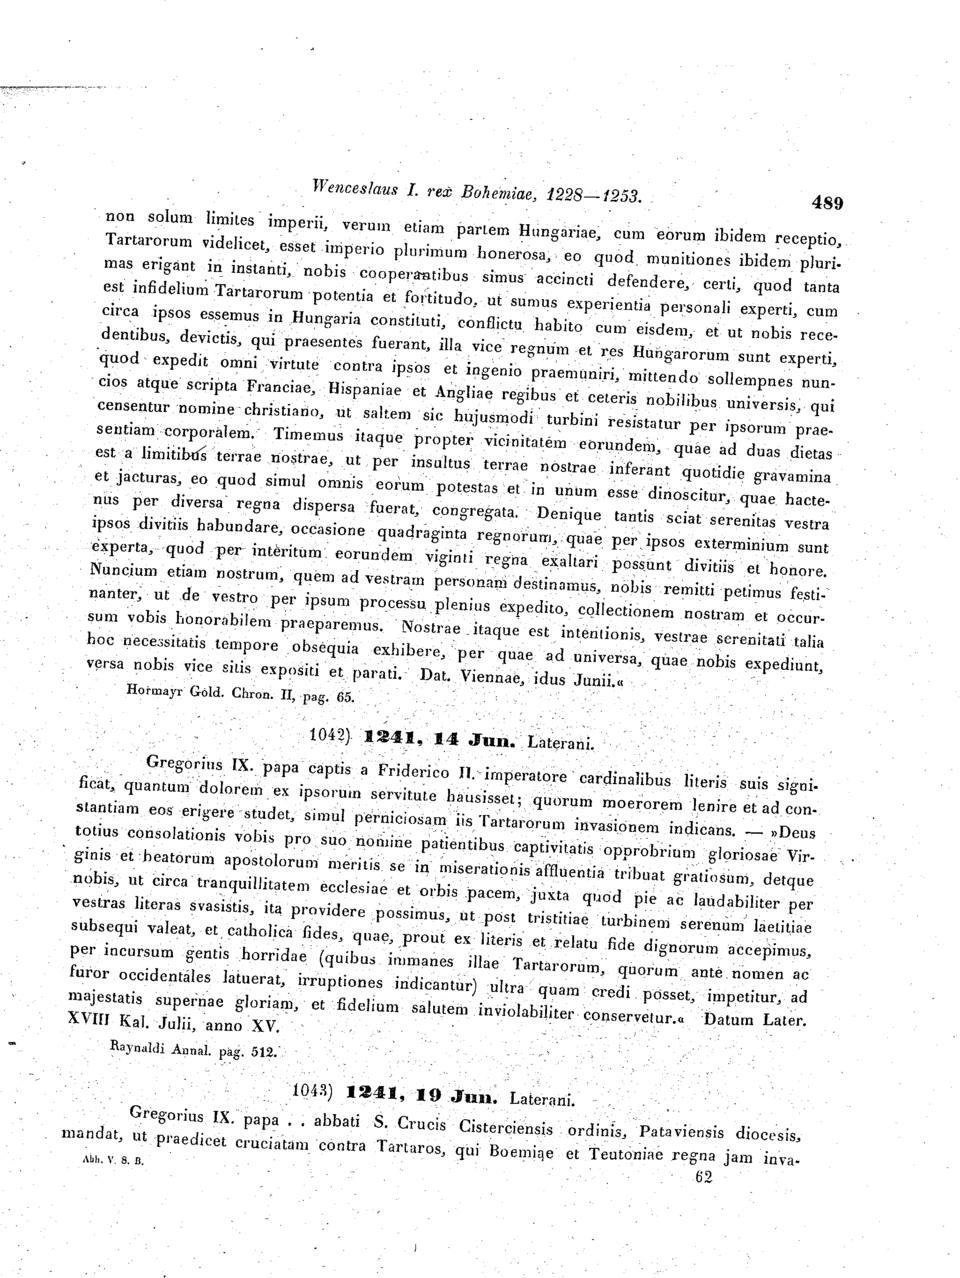 Wenceslaus I. rex Bohemiae, 1228—1253.
489
non solum limites imperii, verum etiam partem Hungariae, cum eorum ibidem receptio,
Tartarorum videlicet, esset imperio plurimum honerosa, eo quod munitiones ibidem pluri-
mas erigant in instanti, nobis cooperantibus simus accincti defendere, certi, quod tanta
est infidelium Tartarorum potentia et fortitudo, ut sumus experientia personali experti, cum
circa ipsos essemus in Hungaria constituti, conflictu habito cum eisdem, et ut nobis rece-
dentibus, devictis, qui praesentes fuerant, illa vice regnum et res Hungarorum sunt experti,
quod expedit omni virtute contra ipsos et ingenio praemuniri, mittendo sollempnes nun-
cios atque scripta Franciae, Hispaniae et Angliae regibus et ceteris nobilibus universis, qui
censentur nomine christiano, ut saltem sic hujusmodi turbini resistatur per ipsorum prae-
sentiam corporalem. Timemus itaque propter vicinitatem eorundem, quae ad duas dietas
est a limitibus terrae nostrae, ut per insultus terrae nostrae inferant quotidie gravamina
et jacturas, eo quod simul omnis eorum potestas et in unum esse dinoscitur, quae hacte-
nus per diversa regna dispersa fuerat, congregata. Denique tantis sciat serenitas vestra
ipsos divitiis habundare, occasione quadraginta regnorum, quae per ipsos exterminium sunt
experta, quod per interitum eorundem viginti regna exaltari possunt divitiis et honore.
Nuncium etiam nostrum, quem ad vestram personam destinamus, nobis remitti petimus festi-
nanter, ut de vestro per ipsum processu plenius expedito, collectionem nostram et occur-
sum vobis honorabilem praeparemus. Nostrae itaque est intentionis, vestrae serenitati talia
hoc necessitatis tempore obsequia exhibere, per quae ad universa, quae nobis expediunt,
versa nobis vice sitis expositi et parati. Dat. Viennae, idus Junii.«
Hormayr Gold. Chron. II, pag. 65.
1042) 1241, 14 Jun. Laterani.
Gregorius IX. papa captis a Friderico II. imperatore cardinalibus literis suis signi-
ficat, quantum dolorem ex ipsorum servitute hausisset; quorum moerorem lenire et ad con-
stantiam eos erigere studet, simul perniciosam iis Tartarorum invasionem indicans. — »Deus
totius consolationis vobis pro suo nomine patientibus captivitatis opprobrium gloriosae Vir-
ginis et beatorum apostolorum meritis se in miserationis affluentia tribuat gratiosum, detque
nobis, ut circa tranquillitatem ecclesiae et orbis pacem, juxta quod pie ac laudabiliter per
vestras literas svasistis, ita providere possimus, ut post tristitiae turbinem serenum laetitiae
subsequi valeat, et catholica fides, quae, prout ex literis et relatu fide dignorum accepimus,
per incursum gentis horridae (quibus immanes illae Tartarorum, quorum ante nomen ac
furor occidentales latuerat, irruptiones indicantur) ultra quam credi posset, impetitur, ad
majestatis supernae gloriam, et fidelium salutem inviolabiliter conservetur.« Datum Later.
XVIII Kal. Julii, anno XV.
Raynaldi Annal. pag. 512.
1043) 1241, 19 Jun. Laterani.
Gregorius IX. papa . . abbati S. Crucis Cisterciensis ordinis, Pataviensis diocesis,
mandat, ut praedicet cruciatam contra Tartaros, qui Boemiae et Teutoniae regna jam inva-
Abh. V. 8. B.
62